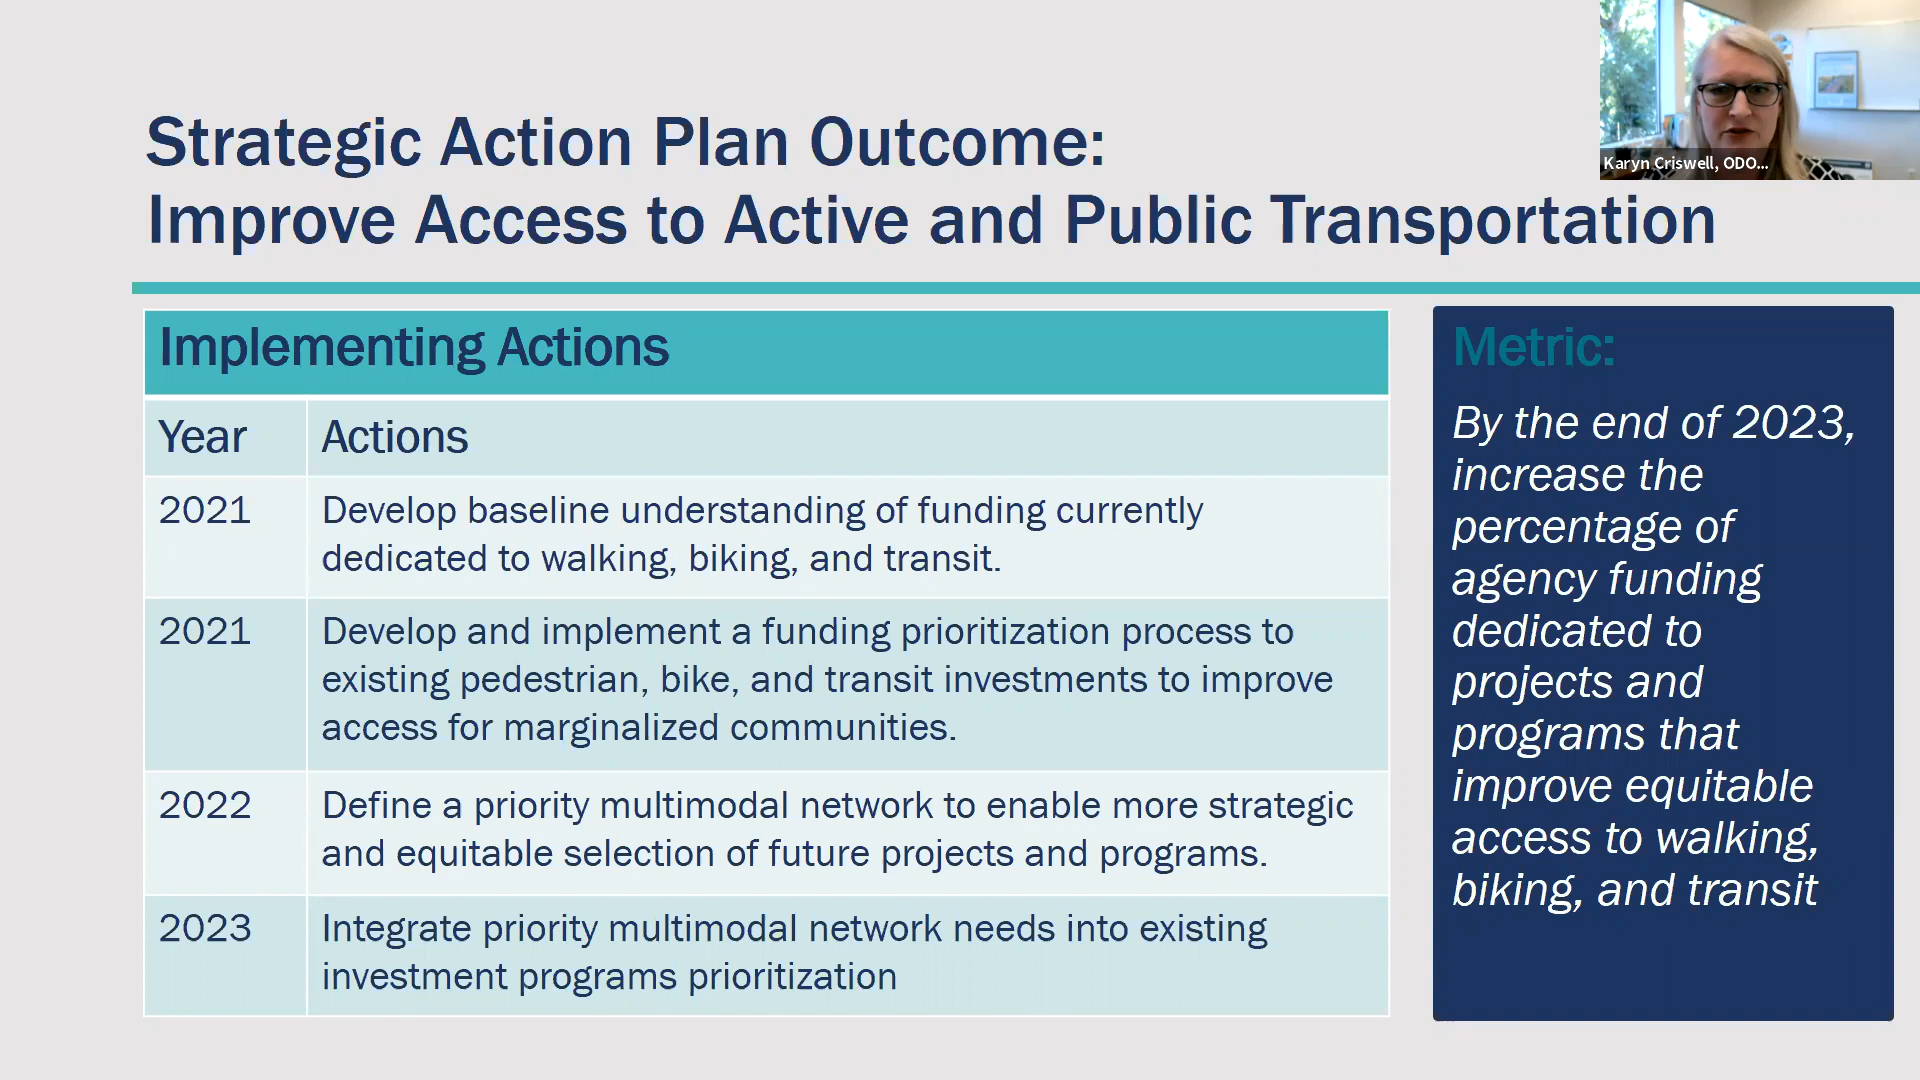 Strategic Action Plan Outcome:
Improve Access to Active and Public Transportation
Karyn Criswell, ODO...
Implementing Actions
Year Actions
2021 Develop baseline understanding of funding currently
dedicated to walking, biking, and transit.
2021 Develop and implement a funding prioritization process to
existing pedestrian, bike, and transit investments to improve
access for marginalized communities.
2022 Define a priority multimodal network to enable more strategic
and equitable selection of future projects and programs.
2023 Integrate priority multimodal network needs into existing
investment programs prioritization
Metric:
By the end of 2023,
increase the
percentage of
agency funding
dedicated to
projects and
programs that
improve equitable
access to walking,
biking, and transit